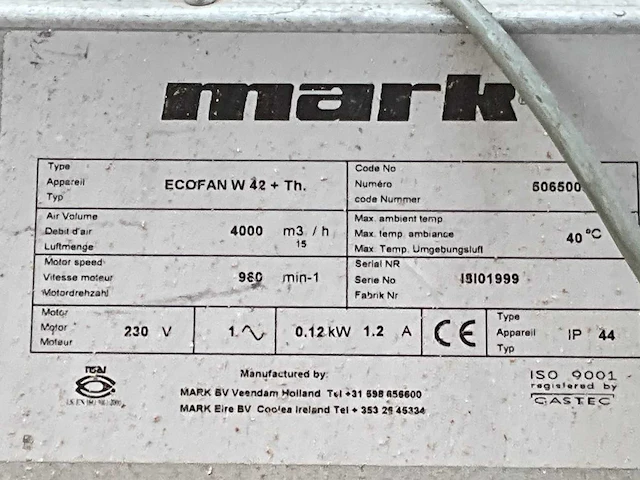 mark
Type
Appareil
Typ
ECOFAN W 42 + Th.
Code No
Numéro
code Nummer
Air Volume
Debit d'air
Luftmenge
4000 m3 / h
15
Max. ambient temp
Max. temp. ambiance
Max. Temp. Umgebungsluft
40 °C
Motor speed
Vitesse moteur
Motordrehzahl
960 min-1
Serial NR
Serie No
Fabrik Nr
ISI01999
Motor
Motor
Moteur
230 V
1
0.12 kW 1.2 A
CE
Type
Appareil
Typ
IP 44
Manufactured by:
MARK BV Veendam Holland Tel +31 598 656600
MARK Eire BV Coolea Ireland Tel + 353 26 45334
nsai
ISO 9001
registered by
GASTEC